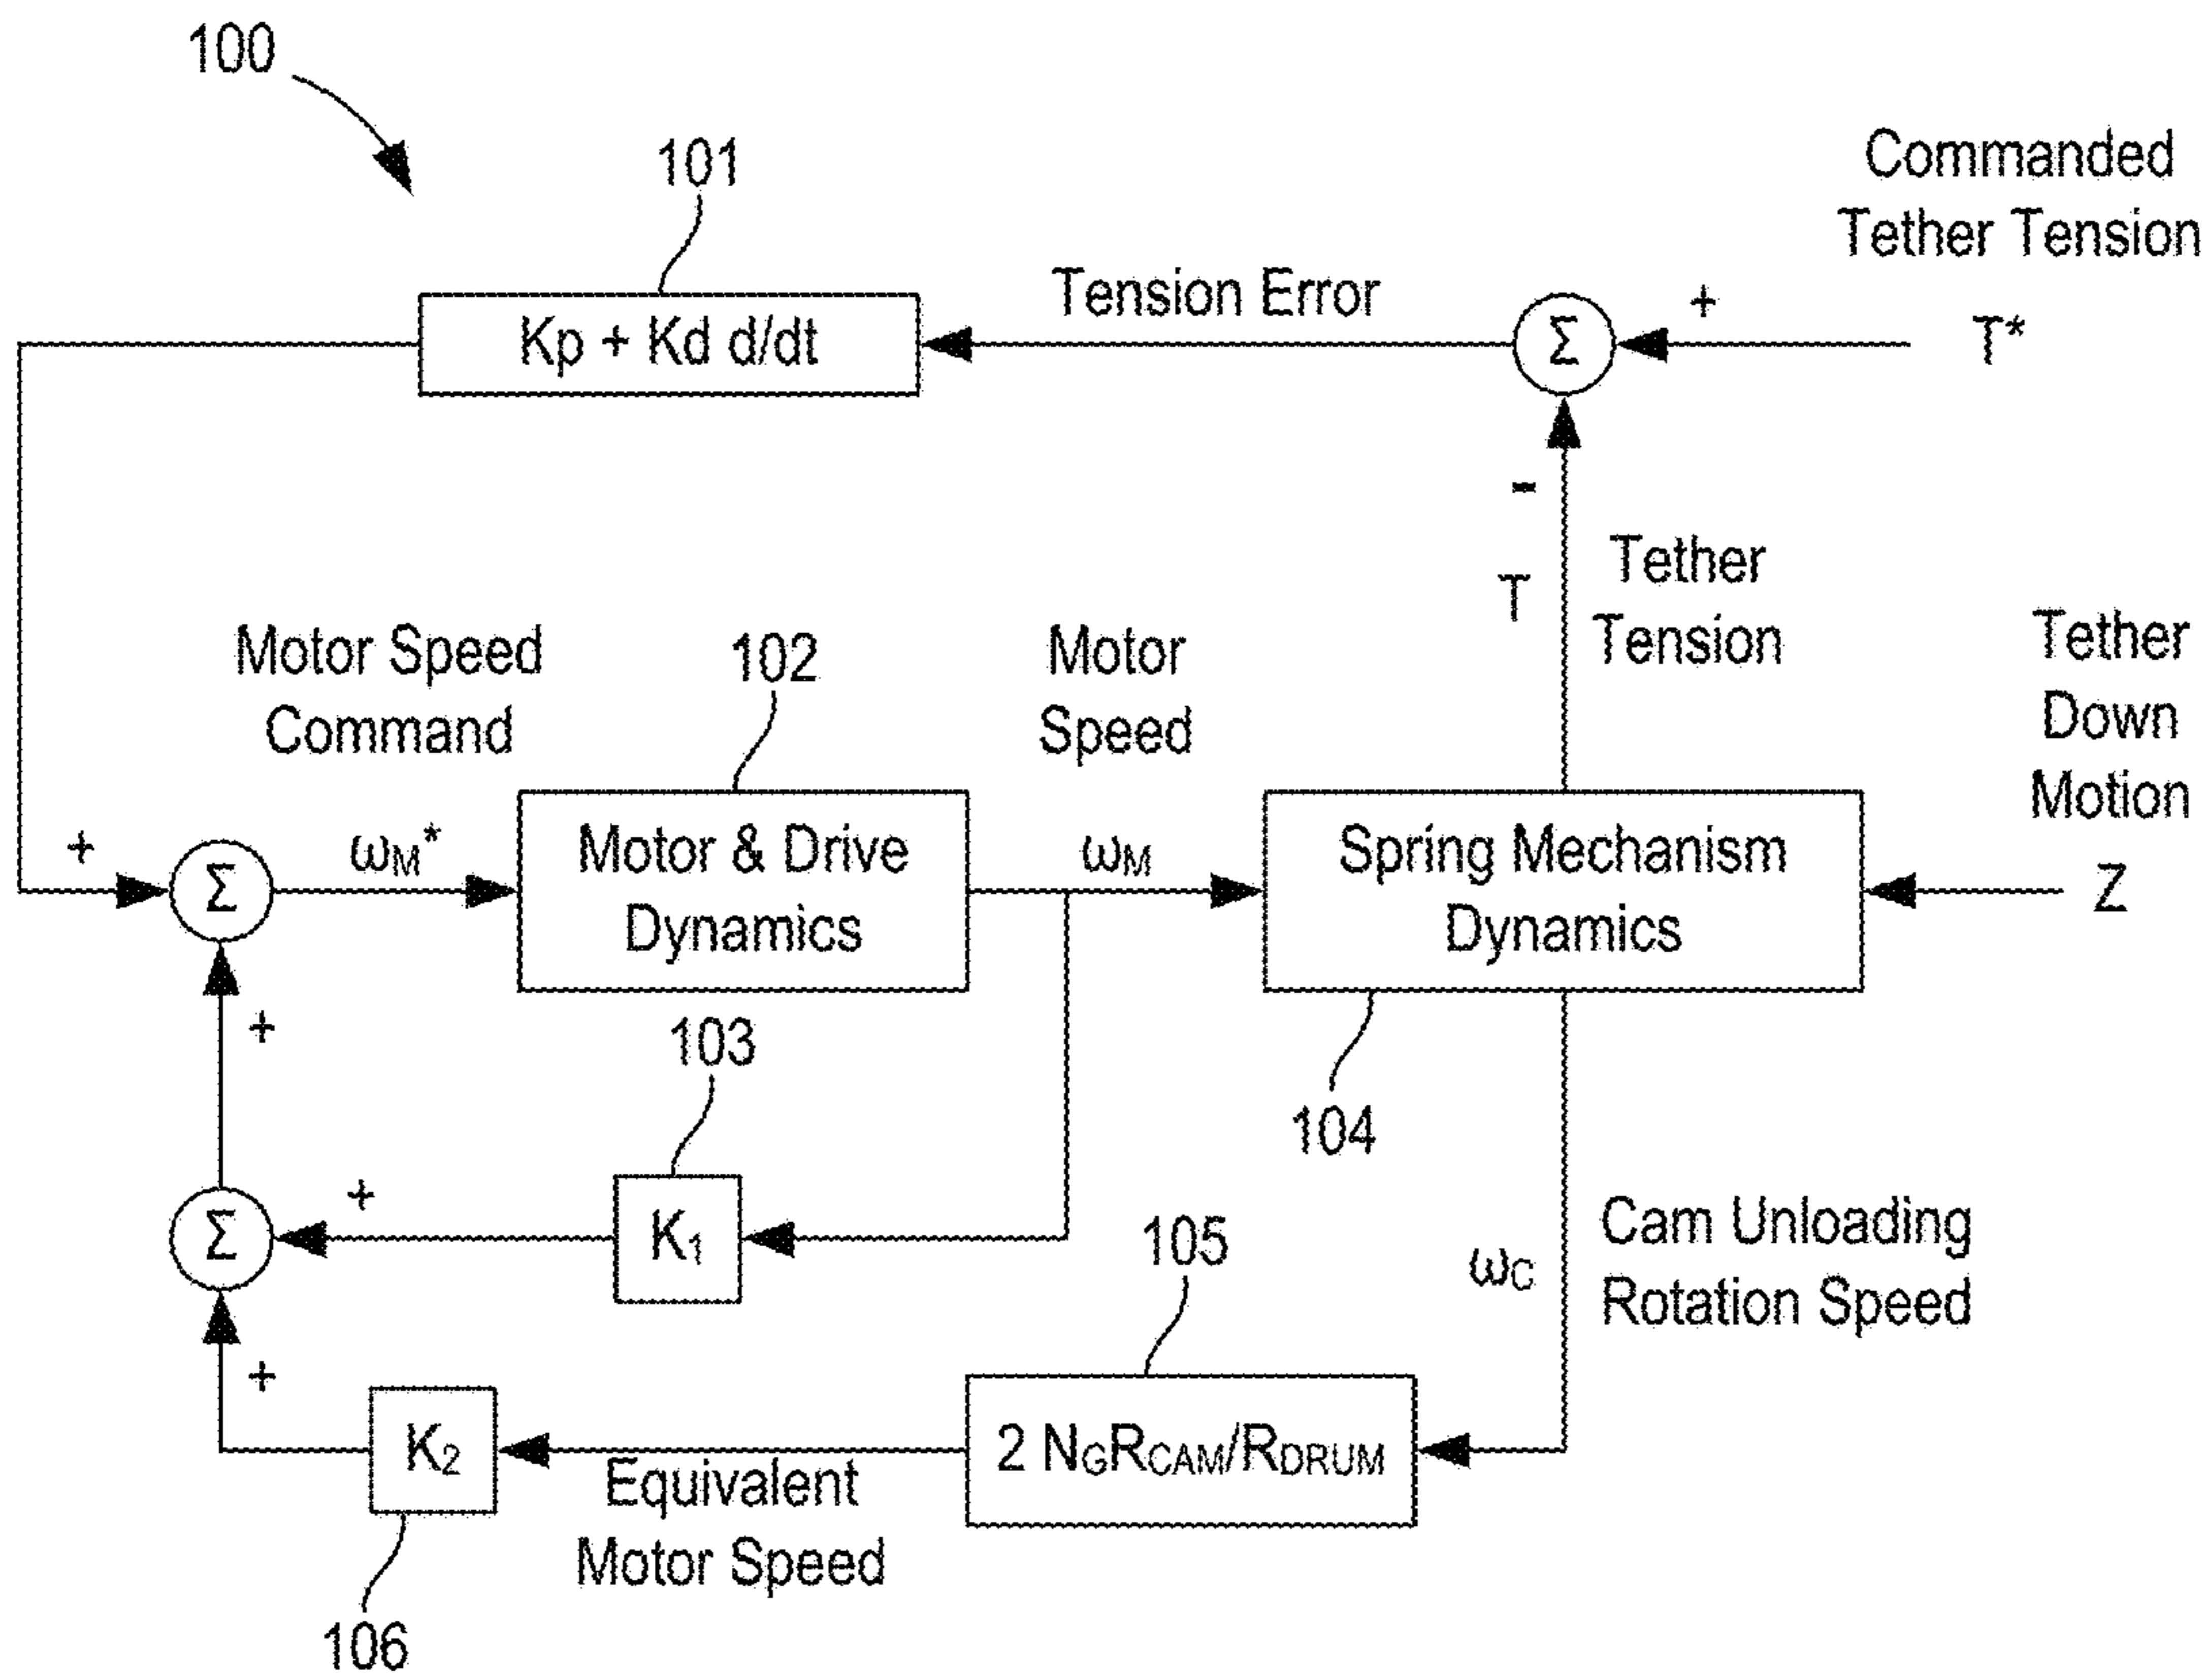 100
101
Commanded
Tether Tension
Kp + Kd d/dt
Tension Error
Σ
+
T*
-
T
Tether
Tension
Tether
Down
Motion
Z
Motor Speed
Command
102
Motor
Speed
+
Σ
ωM*
Motor & Drive
Dynamics
ωM
Spring Mechanism
Dynamics
+
103
104
Σ
+
K1
105
ωC
Cam Unloading
Rotation Speed
+
K2
Equivalent
Motor Speed
2 NGRCAM/RDRUM
106